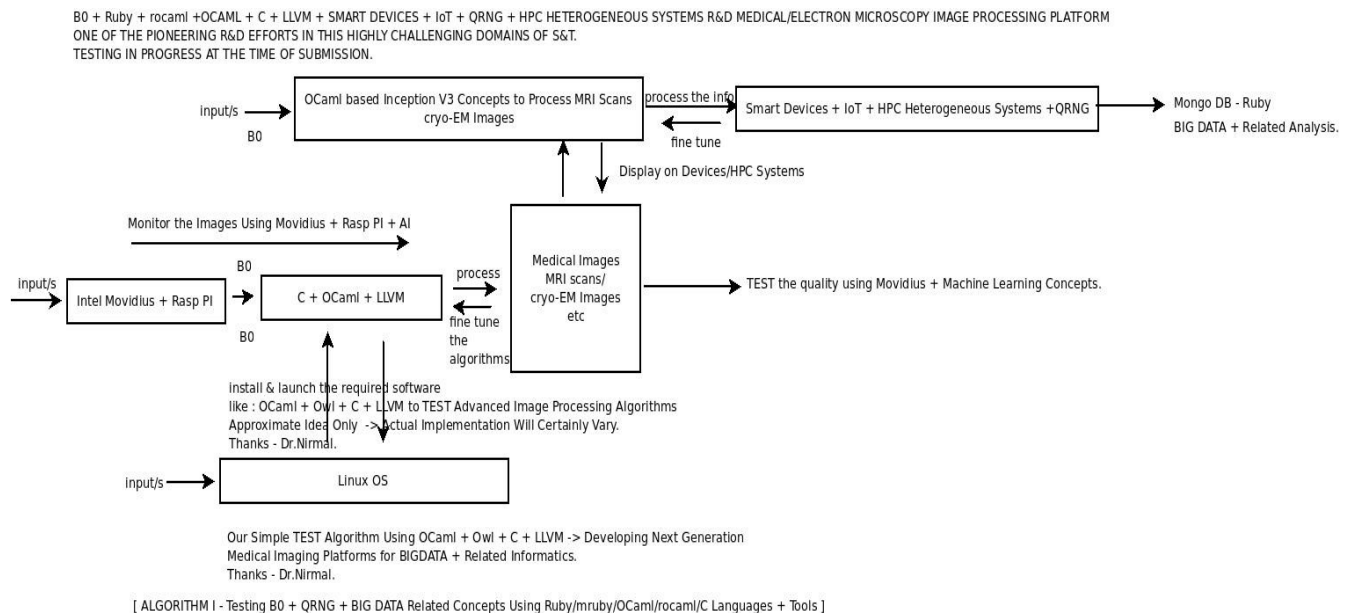 B0 + Ruby + rocaml +OCAML + C + LLVM + SMART DEVICES + IoT + QRNG + HPC HETEROGENEOUS SYSTEMS R&D MEDICAL/ELECTRON MICROSCOPY IMAGE PROCESSING PLATFORM
ONE OF THE PIONEERING R&D EFFORTS IN THIS HIGHLY CHALLENGING DOMAINS OF S&T.
TESTING IN PROGRESS AT THE TIME OF SUBMISSION.
input/s
B0
OCaml based Inception V3 Concepts to Process MRI Scans
cryo-EM Images
process the info
fine tune
Smart Devices + IoT + HPC Heterogeneous Systems +QRNG
Mongo DB - Ruby
BIG DATA + Related Analysis.
Display on Devices/HPC Systems
Monitor the Images Using Movidius + Rasp PI + AI
input/s
Intel Movidius + Rasp PI
B0
B0
C + OCaml + LLVM
process
fine tune
the
algorithms
Medical Images
MRI scans/
cryo-EM Images
etc
TEST the quality using Movidius + Machine Learning Concepts.
install & launch the required software
like : OCaml + Owl + C + LLVM to TEST Advanced Image Processing Algorithms
Approximate Idea Only -> Actual Implementation Will Certainly Vary.
Thanks - Dr.Nirmal.
input/s
Linux OS
Our Simple TEST Algorithm Using OCaml + Owl + C + LLVM -> Developing Next Generation
Medical Imaging Platforms for BIGDATA + Related Informatics.
Thanks - Dr.Nirmal.
[ ALGORITHM I - Testing B0 + QRNG + BIG DATA Related Concepts Using Ruby/mruby/OCaml/rocaml/C Languages + Tools ]